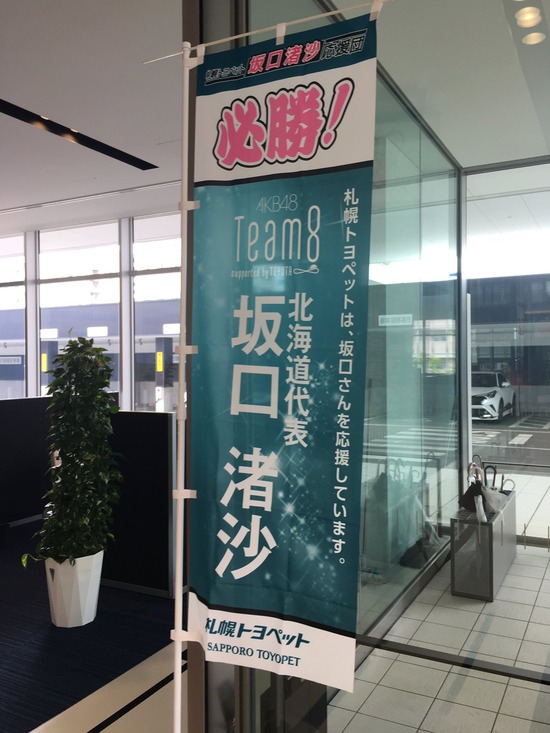 札幌トヨペット 坂口渚沙 応援団
必勝!
AKB48
Team8
supported by TOYOTA
札幌トヨペットは、坂口さんを応援しています。
北海道代表
坂口 渚沙
札幌トヨペット
SAPPORO TOYOPET